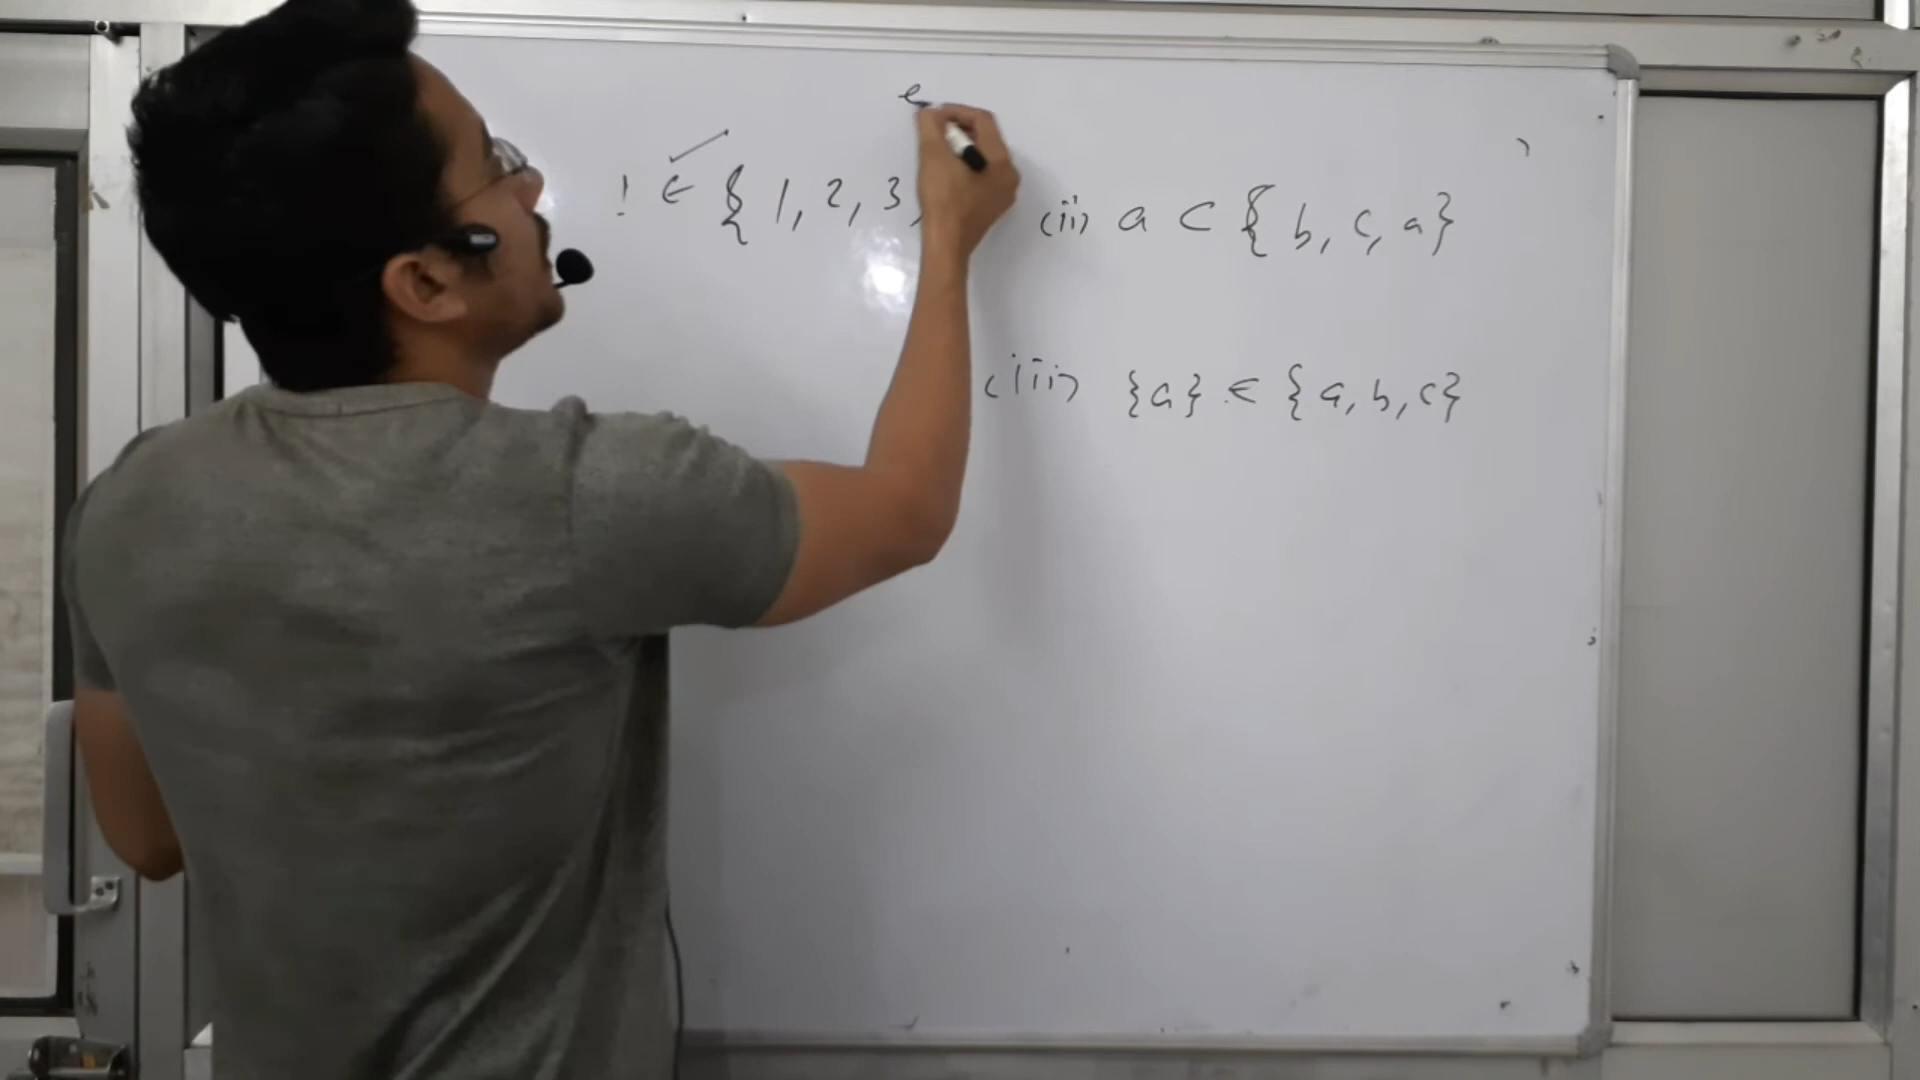 e
1 ∈ { 1, 2, 3,
(ii) a ⊂ { b, c, a}
(iii) {a} ∈ { a, b, c}